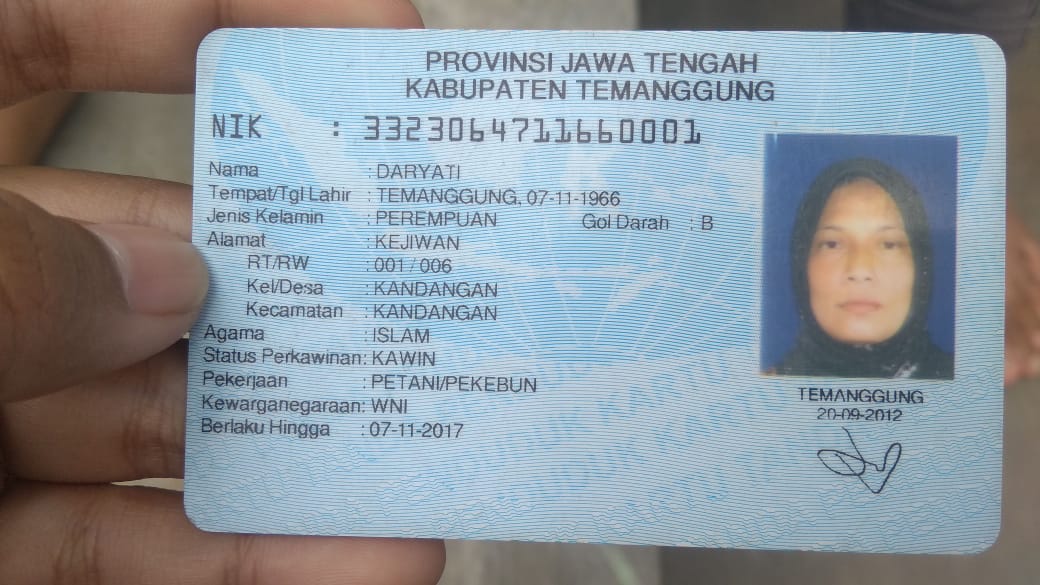 PROVINSI JAWA TENGAH
KABUPATEN TEMANGGUNG
NIK : 3323064711660001
Nama : DARYATI
Tempat/Tgl Lahir : TEMANGGUNG, 07-11-1966
Jenis Kelamin : PEREMPUAN Gol Darah : B
Alamat : KEJIWAN
RT/RW : 001 / 006
Kel/Desa : KANDANGAN
Kecamatan : KANDANGAN
Agama : ISLAM
Status Perkawinan: KAWIN
Pekerjaan : PETANI/PEKEBUN
Kewarganegaraan: WNI
Berlaku Hingga : 07-11-2017
TEMANGGUNG
20-09-2012